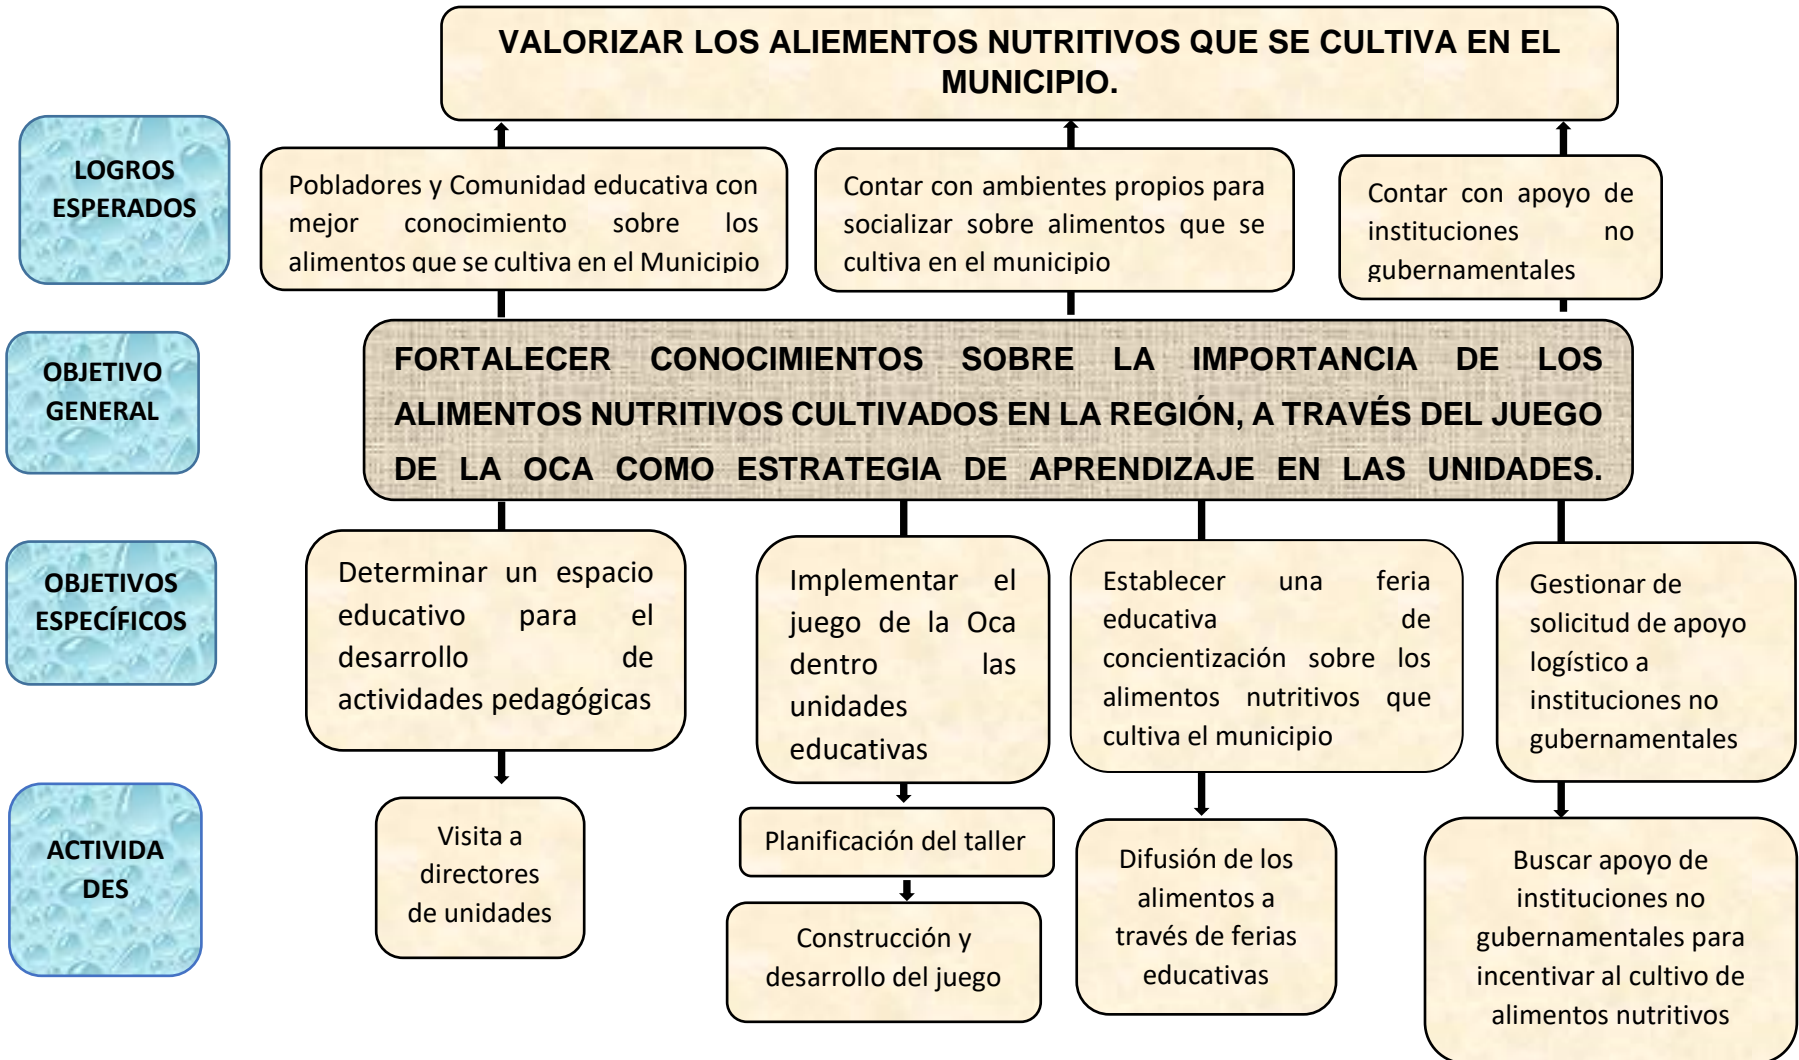 VALORIZAR LOS ALIEMENTOS NUTRITIVOS QUE SE CULTIVA EN EL
MUNICIPIO.
LOGROS
ESPERADOS
Pobladores y Comunidad educativa con
mejor conocimiento sobre los
alimentos que se cultiva en el Municipio
Contar con ambientes propios para
socializar sobre alimentos que se
cultiva en el municipio
Contar con apoyo de
instituciones no
gubernamentales
OBJETIVO
GENERAL
FORTALECER CONOCIMIENTOS SOBRE LA IMPORTANCIA DE LOS
ALIMENTOS NUTRITIVOS CULTIVADOS EN LA REGIÓN, A TRAVÉS DEL JUEGO
DE LA OCA COMO ESTRATEGIA DE APRENDIZAJE EN LAS UNIDADES.
OBJETIVOS
ESPECÍFICOS
Determinar un espacio
educativo para el
desarrollo de
actividades pedagógicas
Implementar el
juego de la Oca
dentro las
unidades
educativas
Establecer una feria
educativa de
concientización sobre los
alimentos nutritivos que
cultiva el municipio
Gestionar de
solicitud de apoyo
logístico a
instituciones no
gubernamentales
ACTIVIDA
DES
Visita a
directores
de unidades
Planificación del taller
Construcción y
desarrollo del juego
Difusión de los
alimentos a
través de ferias
educativas
Buscar apoyo de
instituciones no
gubernamentales para
incentivar al cultivo de
alimentos nutritivos